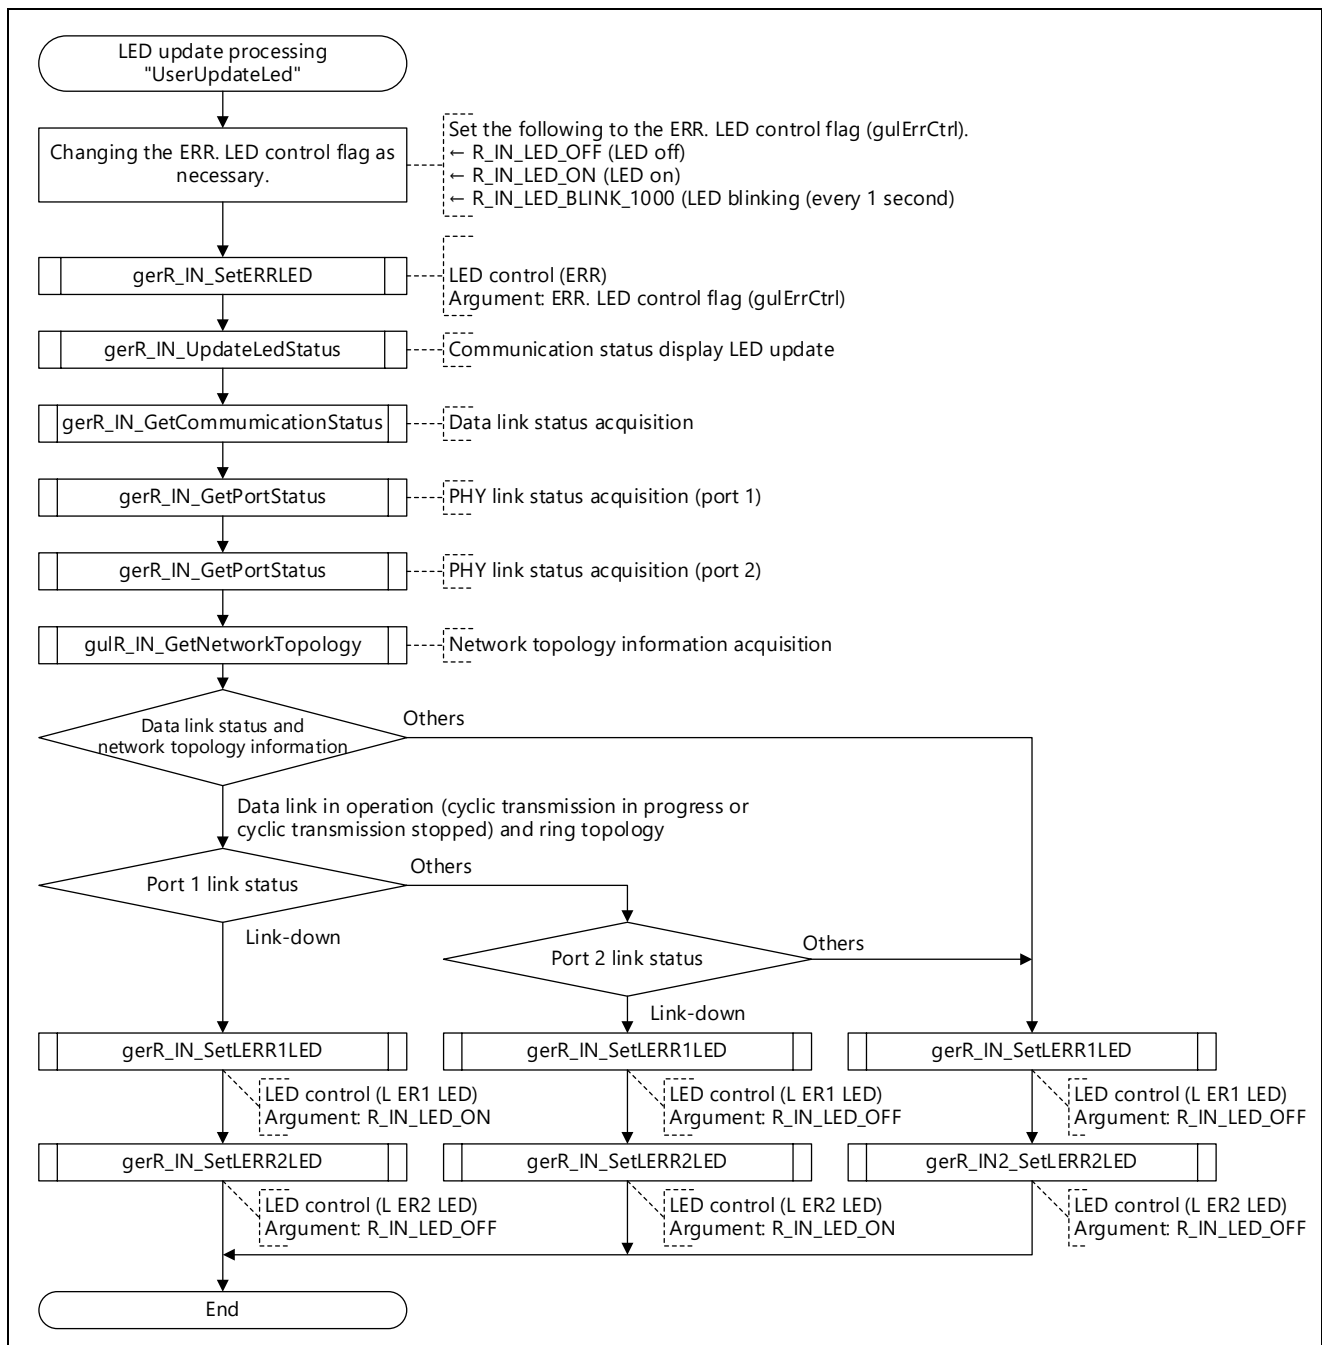 LED update processing
"UserUpdateLed"
Changing the ERR. LED control flag as
necessary.
Set the following to the ERR. LED control flag (gulErrCtrl).
← R_IN_LED_OFF (LED off)
← R_IN_LED_ON (LED on)
← R_IN_LED_BLINK_1000 (LED blinking (every 1 second)
gerR_IN_SetERRLED
LED control (ERR)
Argument: ERR. LED control flag (gulErrCtrl)
gerR_IN_UpdateLedStatus
Communication status display LED update
gerR_IN_GetCommumicationStatus
Data link status acquisition
gerR_IN_GetPortStatus
PHY link status acquisition (port 1)
gerR_IN_GetPortStatus
PHY link status acquisition (port 2)
gulR_IN_GetNetworkTopology
Network topology information acquisition
Data link status and
network topology information
Others
Data link in operation (cyclic transmission in progress or
cyclic transmission stopped) and ring topology
Port 1 link status
Others
Link-down
Port 2 link status
Others
Link-down
gerR_IN_SetLERR1LED
gerR_IN_SetLERR1LED
gerR_IN_SetLERR1LED
LED control (L ER1 LED)
Argument: R_IN_LED_ON
LED control (L ER1 LED)
Argument: R_IN_LED_OFF
LED control (L ER1 LED)
Argument: R_IN_LED_OFF
gerR_IN_SetLERR2LED
gerR_IN_SetLERR2LED
gerR_IN2_SetLERR2LED
LED control (L ER2 LED)
Argument: R_IN_LED_OFF
LED control (L ER2 LED)
Argument: R_IN_LED_ON
LED control (L ER2 LED)
Argument: R_IN_LED_OFF
End